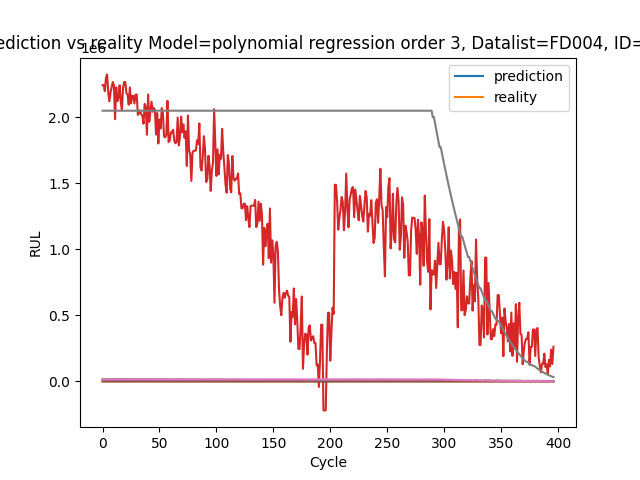 ediction vs reality Model=polynomial regression order 3, Datalist=FD004, ID=
1e6
prediction
reality
2.0
1.5
1.0
0.5
0.0
RUL
0 50 100 150 200 250 300 350 400
Cycle